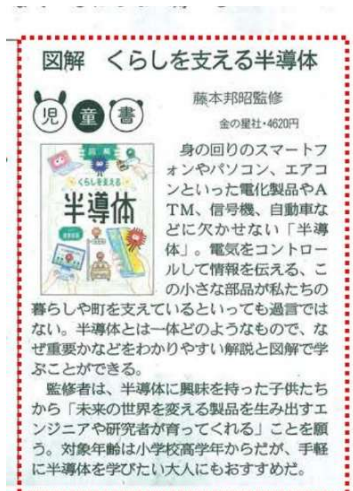 図解　くらしを支える半導体
児童書
藤本邦昭監修
金の星社・4620円
図解
くらしを支える
半導体
身の回りのスマートフ
ォンやパソコン、エアコ
ンといった電化製品やA
TM、信号機、自動車な
どに欠かせない「半導
体」。電気をコントロー
ルして情報を伝える、こ
の小さな部品が私たちの
暮らしや町を支えているといっても過言では
ない。半導体とは一体どのようなもので、な
ぜ重要かなどをわかりやすい解説と図解で学
ぶことができる。
監修者は、半導体に興味を持った子供たち
から「未来の世界を変える製品を生み出すエ
ンジニアや研究者が育ってくれる」ことを願
う。対象年齢は小学校高学年からだが、手軽
に半導体を学びたい大人にもおすすめだ。